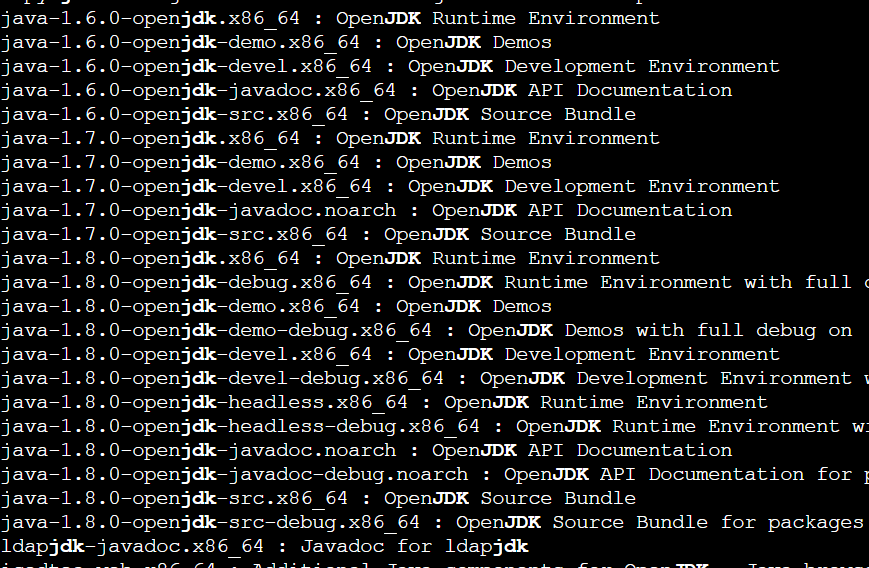 java-1.6.0-openjdk.x86_64 : OpenJDK Runtime Environment
java-1.6.0-openjdk-demo.x86_64 : OpenJDK Demos
java-1.6.0-openjdk-devel.x86_64 : OpenJDK Development Environment
java-1.6.0-openjdk-javadoc.x86_64 : OpenJDK API Documentation
java-1.6.0-openjdk-src.x86_64 : OpenJDK Source Bundle
java-1.7.0-openjdk.x86_64 : OpenJDK Runtime Environment
java-1.7.0-openjdk-demo.x86_64 : OpenJDK Demos
java-1.7.0-openjdk-devel.x86_64 : OpenJDK Development Environment
java-1.7.0-openjdk-javadoc.noarch : OpenJDK API Documentation
java-1.7.0-openjdk-src.x86_64 : OpenJDK Source Bundle
java-1.8.0-openjdk.x86_64 : OpenJDK Runtime Environment
java-1.8.0-openjdk-debug.x86_64 : OpenJDK Runtime Environment with full
java-1.8.0-openjdk-demo.x86_64 : OpenJDK Demos
java-1.8.0-openjdk-demo-debug.x86_64 : OpenJDK Demos with full debug on
java-1.8.0-openjdk-devel.x86_64 : OpenJDK Development Environment
java-1.8.0-openjdk-devel-debug.x86_64 : OpenJDK Development Environment
java-1.8.0-openjdk-headless.x86_64 : OpenJDK Runtime Environment
java-1.8.0-openjdk-headless-debug.x86_64 : OpenJDK Runtime Environment wi
java-1.8.0-openjdk-javadoc.noarch : OpenJDK API Documentation
java-1.8.0-openjdk-javadoc-debug.noarch : OpenJDK API Documentation for
java-1.8.0-openjdk-src.x86_64 : OpenJDK Source Bundle
java-1.8.0-openjdk-src-debug.x86_64 : OpenJDK Source Bundle for packages
ldapjdk-javadoc.x86_64 : Javadoc for ldapjdk